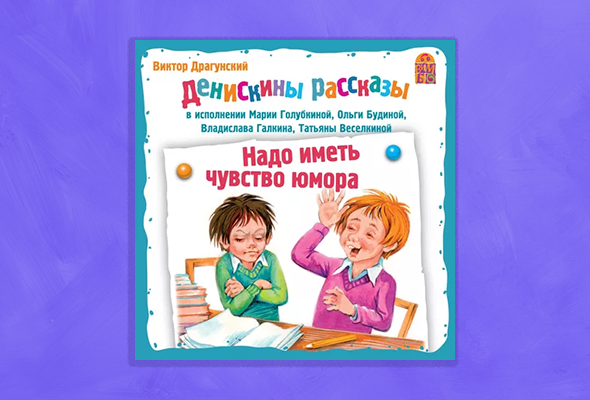 Виктор Драгунский
Денискины рассказы
в исполнении Марии Голубкиной, Ольги Будиной,
Владислава Галкина, Татьяны Веселкиной
Надо иметь
чувство юмора